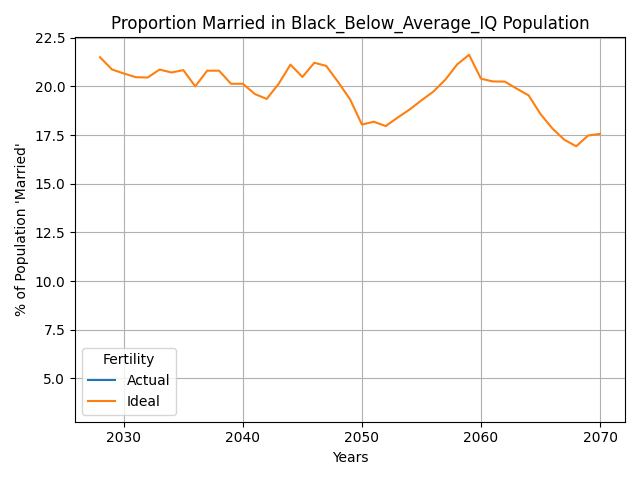 Proportion Married in Black_Below_Average_IQ Population
% of Population 'Married'
22.5
20.0
17.5
15.0
12.5
10.0
7.5
5.0
Fertility
Actual
Ideal
2030 2040 2050 2060 2070
Years